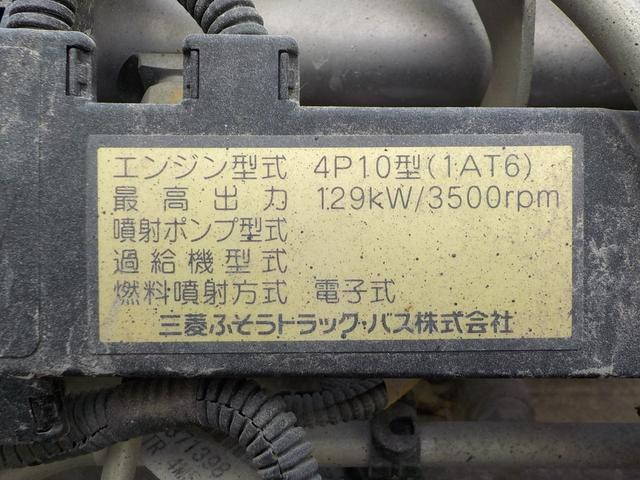 エンジン型式 4P10型(1AT6)
最高出力 129kW/3500rpm
噴射ポンプ型式
過給機型式
燃料噴射方式 電子式
三菱ふそうトラック・バス株式会社
371398